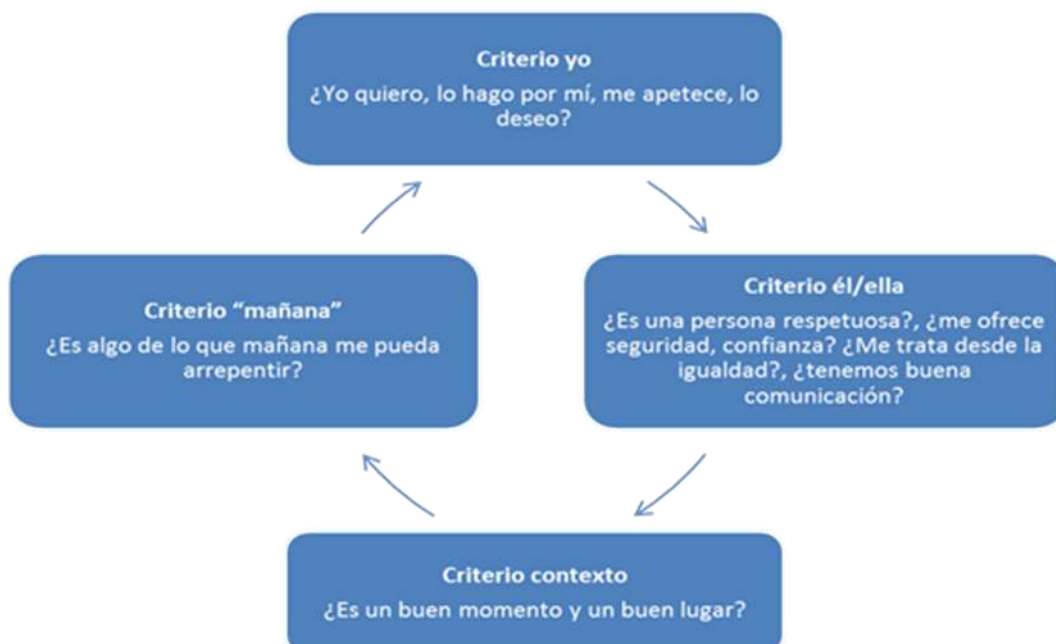 Criterio yo
¿Yo quiero, lo hago por mí, me apetece, lo
deseo?
Criterio “mañana”
¿Es algo de lo que mañana me pueda
arrepentir?
Criterio él/ella
¿Es una persona respetuosa?, ¿me ofrece
seguridad, confianza? ¿Me trata desde la
igualdad?, ¿tenemos buena
comunicación?
Criterio contexto
¿Es un buen momento y un buen lugar?